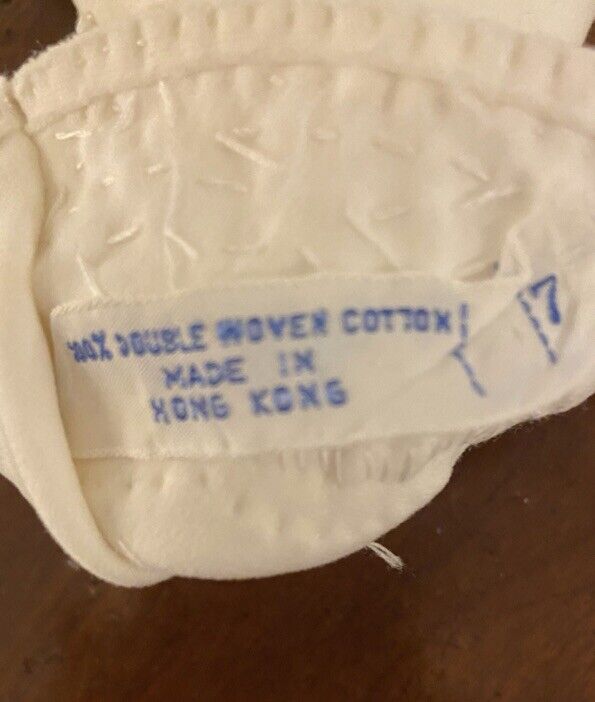 100% DOUBLE WOVEN COTTON
MADE IN
HONG KONG
7